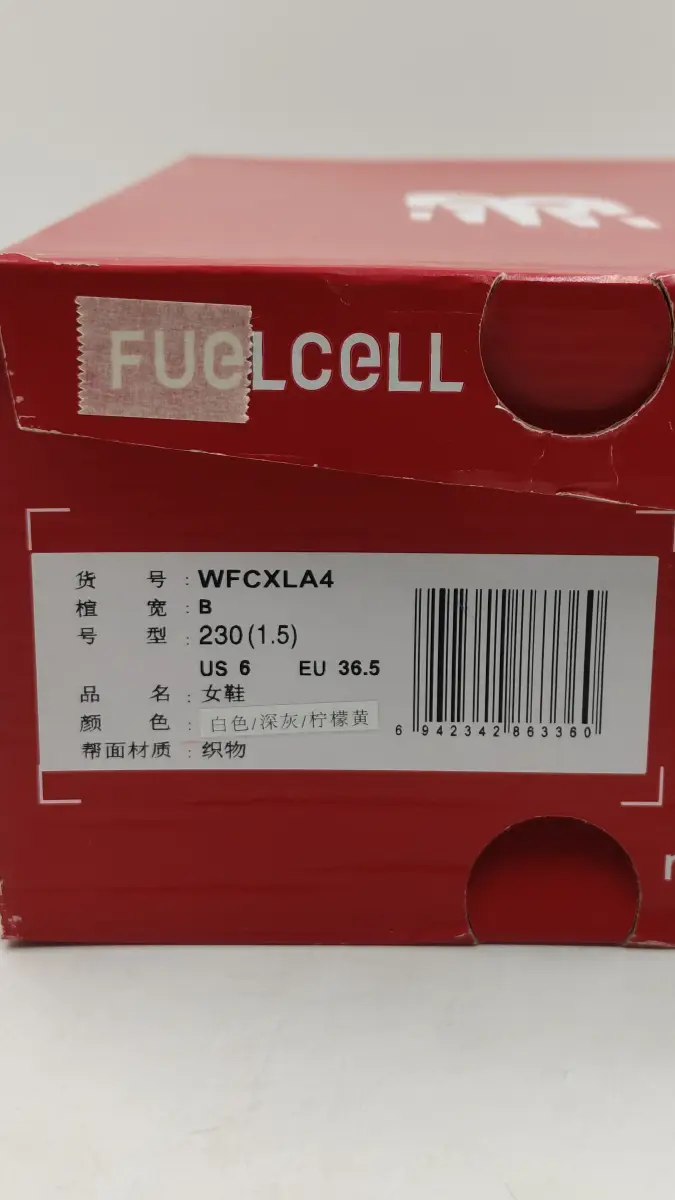 FUeLCeLL
货 号 : WFCXLA4
楦 宽 : B
号 型 : 230(1.5)
US 6 EU 36.5
品 名 : 女鞋
颜 色 : 白色/深灰/柠檬黄
帮面材质 : 织物
6 942342 863360